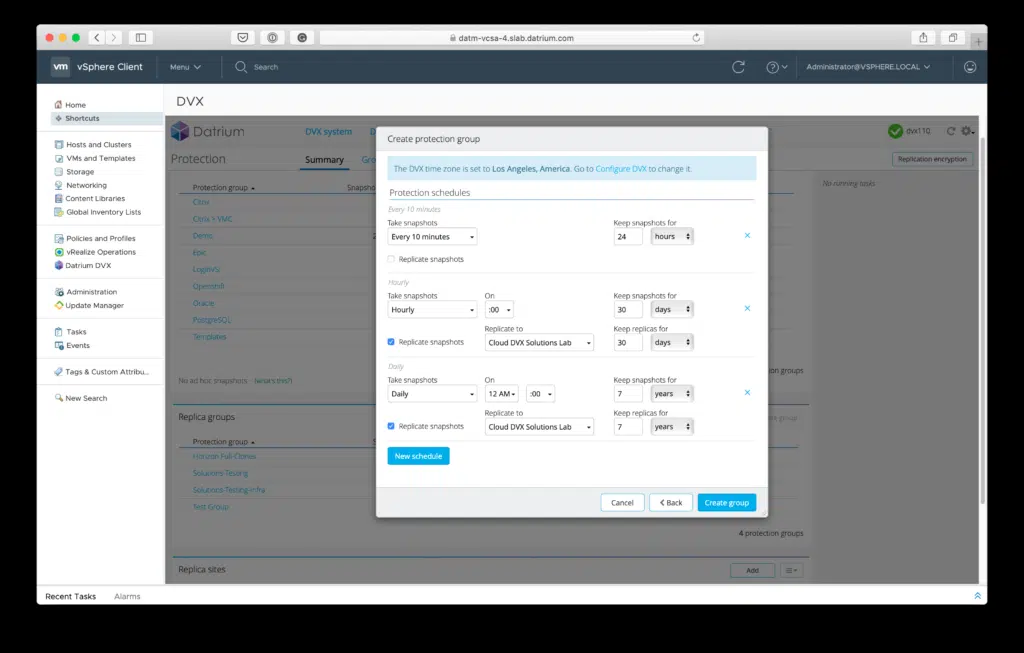 datm-vcsa-4.slab.datrium.com
vm vSphere Client Menu Search Administrator@VSPHERE.LOCAL
Home
Shortcuts
Hosts and Clusters
VMs and Templates
Storage
Networking
Content Libraries
Global Inventory Lists
Policies and Profiles
vRealize Operations
Datrium DVX
Administration
Update Manager
Tasks
Events
Tags & Custom Attribu...
New Search
DVX
Datrium DVX system D dvx110
Protection Summary Gro Replication encryption
Protection group Snapsho
No running tasks
Citrix
Citrix + VMC
Demo 2
Epic
LoginVSI
Openshift
Oracle
PostgreSQL
Templates
on groups
No ad hoc snapshots -
Replica groups
Protection group S
Horizon Full-Clones
Solutions Testing
Solutions Testing-Infra
Test Group
4 protection groups
Replica sites Add
Create protection group
The DVX time zone is set to Los Angeles, America. Go to Configure DVX to change it.
Protection schedules
Every 10 minutes
Take snapshots Keep snapshots for
Every 10 minutes 24 hours
Replicate snapshots
Hourly
Take snapshots On Keep snapshots for
Hourly :00 30 days
Replicate to Keep replicas for
Replicate snapshots Cloud DVX Solutions Lab 30 days
Daily
Take snapshots On Keep snapshots for
Daily 12 AM :00 7 years
Replicate to Keep replicas for
Replicate snapshots Cloud DVX Solutions Lab 7 years
New schedule
Cancel Back Create group
Recent Tasks Alarms